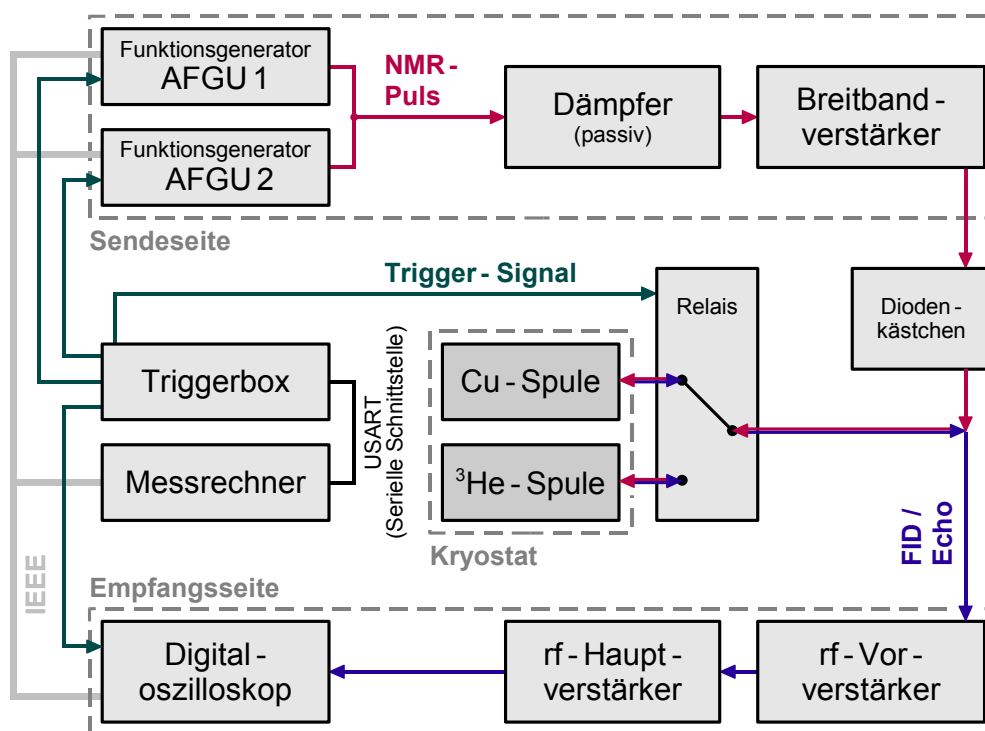 Funktionsgenerator
AFGU 1
NMR -
Puls
Dämpfer
(passiv)
Breitband -
verstärker
Funktionsgenerator
AFGU 2
Sendeseite
Trigger - Signal
Relais
Dioden -
kästchen
Triggerbox
Cu - Spule
USART
(Serielle Schnittstelle)
Messrechner
³He - Spule
Kryostat
FID /
Echo
IEEE
Empfangsseite
Digital -
oszilloskop
rf - Haupt -
verstärker
rf - Vor -
verstärker